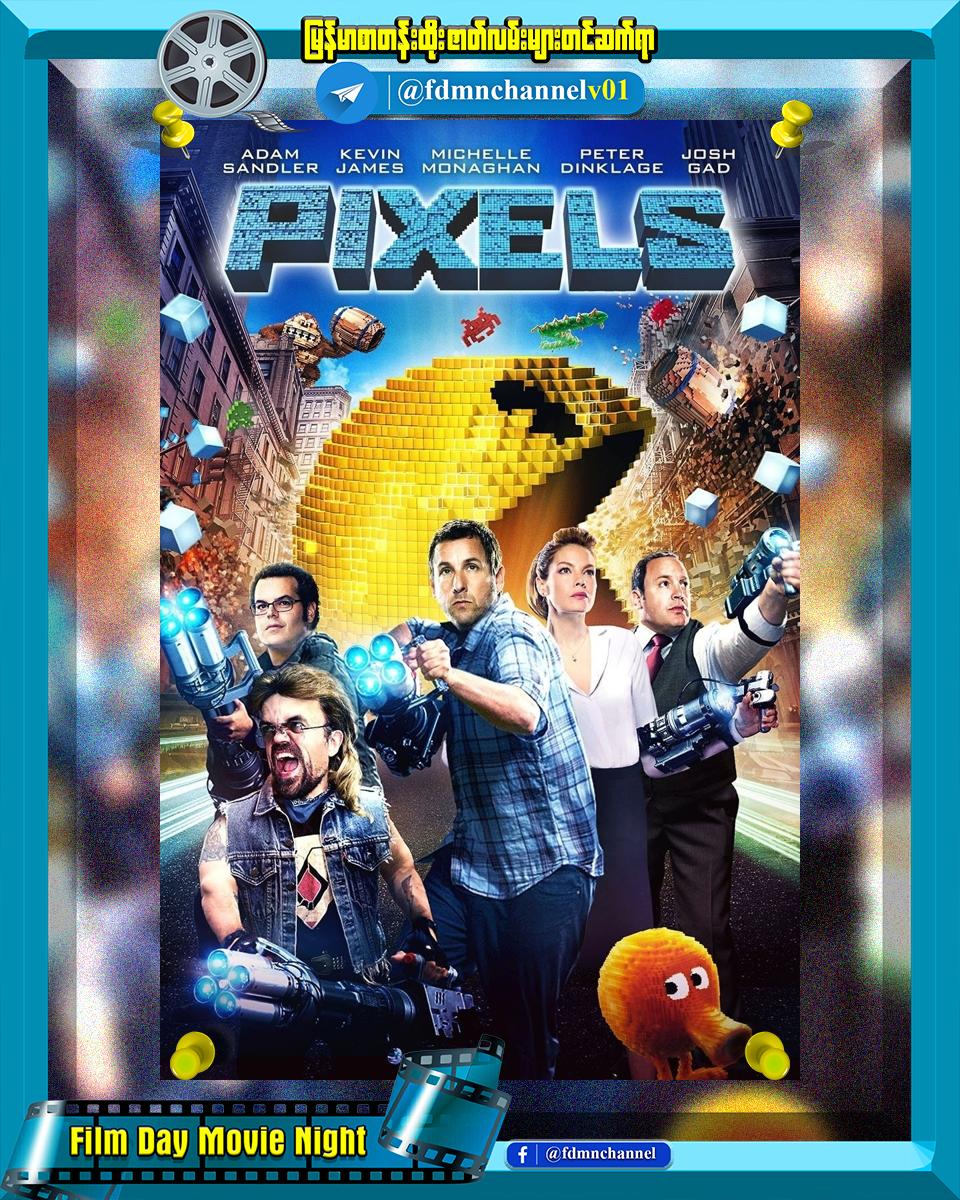 မြန်မာစာတန်းထိုးဇာတ်လမ်းများတင်ဆက်ရာ
@fdmnchannelv01
ADAM SANDLER KEVIN JAMES MICHELLE MONAGHAN PETER DINKLAGE JOSH GAD
PIXELS
Film Day Movie Night
@fdmnchannel